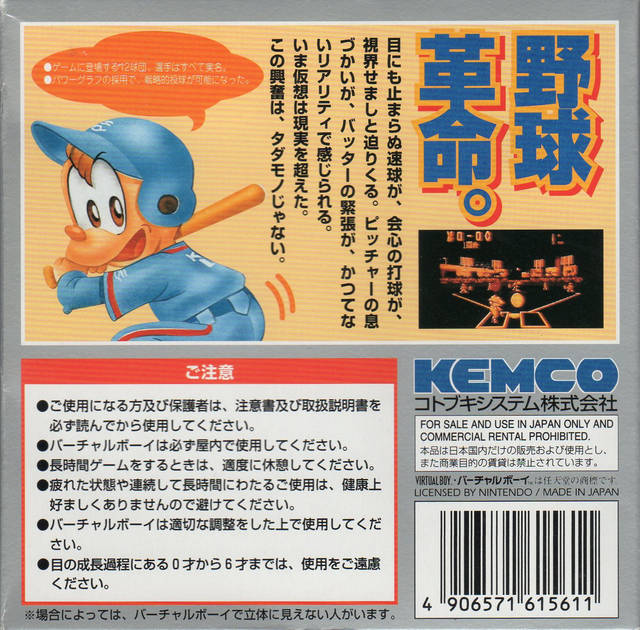 野球
革命。
●ゲームに登場する12球団、選手はすべて実名。
●パワーグラフの採用で、戦略的投球が可能になった。
目にも止まらぬ速球が、会心の打球が、
視界せましと迫りくる。ピッチャーの息
づかいが、バッターの緊張が、かつてな
いリアリティで感じられる。
いま仮想は現実を超えた。
この興奮は、タダモノじゃない。
ご注意
●ご使用になる方及び保護者は、注意書及び取扱説明書を
必ず読んでから使用してください。
●バーチャルボーイは必ず屋内で使用してください。
●長時間ゲームをするときは、適度に休憩してください。
●疲れた状態や連続して長時間にわたるご使用は、健康上
好ましくありませんので避けてください。
●バーチャルボーイは適切な調整をした上で使用してくだ
さい。
●目の成長過程にある0才から6才までは、使用をご遠慮
ください。
※場合によっては、バーチャルボーイで立体に見えない人がいます。
KEMCO
コトブキシステム株式会社
FOR SALE AND USE IN JAPAN ONLY AND
COMMERCIAL RENTAL PROHIBITED.
本品は日本国内だけの販売および使用とし、
また商業目的の賃貸は禁止されています。
VIRTUAL BOY・バーチャルボーイ®は任天堂の商標です。
LICENSED BY NINTENDO / MADE IN JAPAN
4 906571 615611